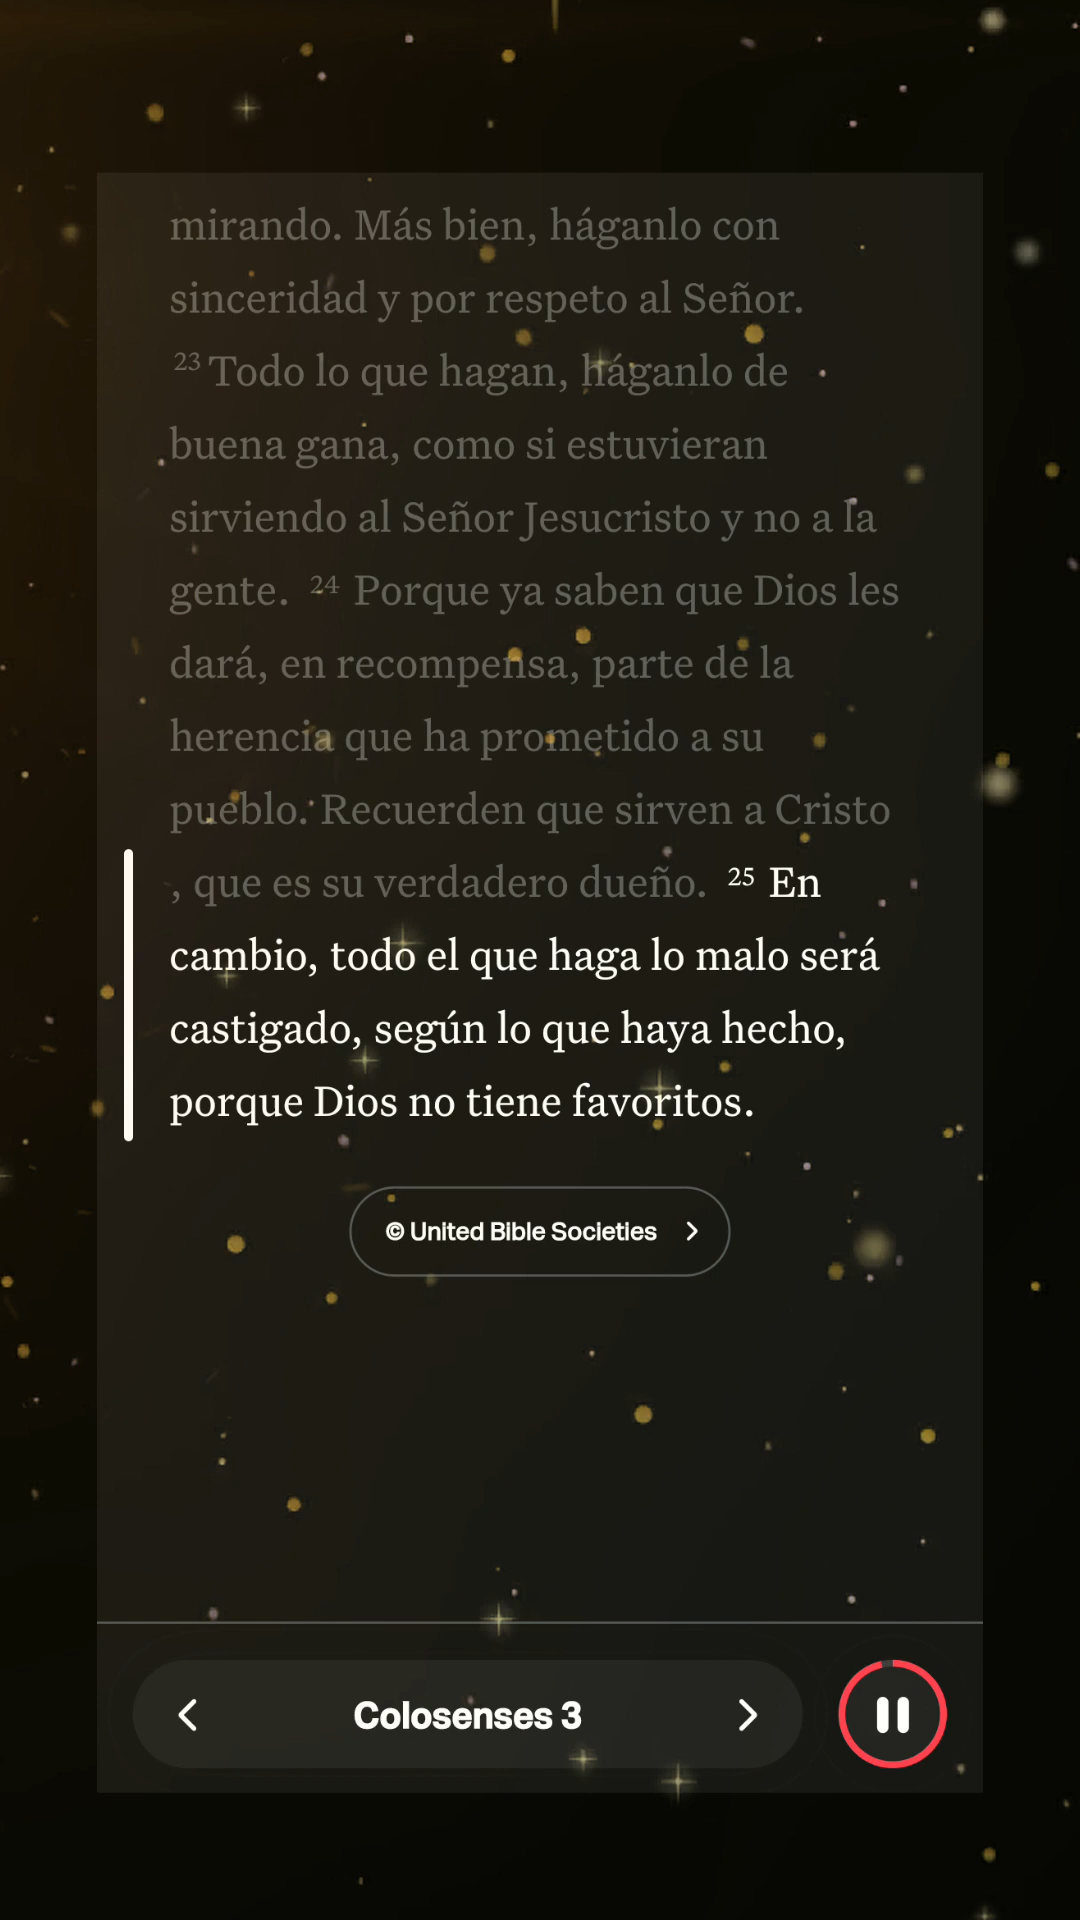 mirando. Más bien, háganlo con
sinceridad y por respeto al Señor.
23 Todo lo que hagan, háganlo de
buena gana, como si estuvieran
sirviendo al Señor Jesucristo y no a la
gente. 24 Porque ya saben que Dios les
dará, en recompensa, parte de la
herencia que ha prometido a su
pueblo. Recuerden que sirven a Cristo
, que es su verdadero dueño. 25 En
cambio, todo el que haga lo malo será
castigado, según lo que haya hecho,
porque Dios no tiene favoritos.
© United Bible Societies
Colosenses 3